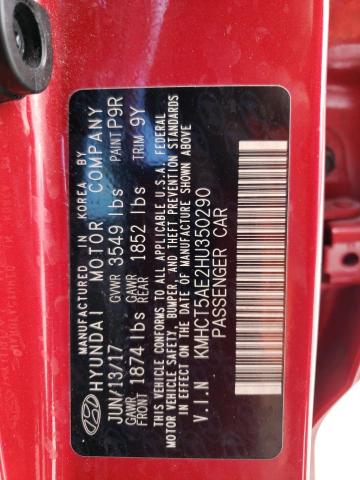 MANUFACTURED IN KOREA BY
HYUNDAI MOTOR COMPANY
JUN/13/17 GVWR 3549 lbs PAINT P9R
GAWR FRONT 1874 lbs GAWR REAR 1852 lbs TRIM 9Y
THIS VEHICLE CONFORMS TO ALL APPLICABLE U.S.A. FEDERAL
MOTOR VEHICLE SAFETY, BUMPER, AND THEFT PREVENTION STANDARDS
IN EFFECT ON THE DATE OF MANUFACTURE SHOWN ABOVE
V.I.N KMHCT5AE2HU350290
PASSENGER CAR